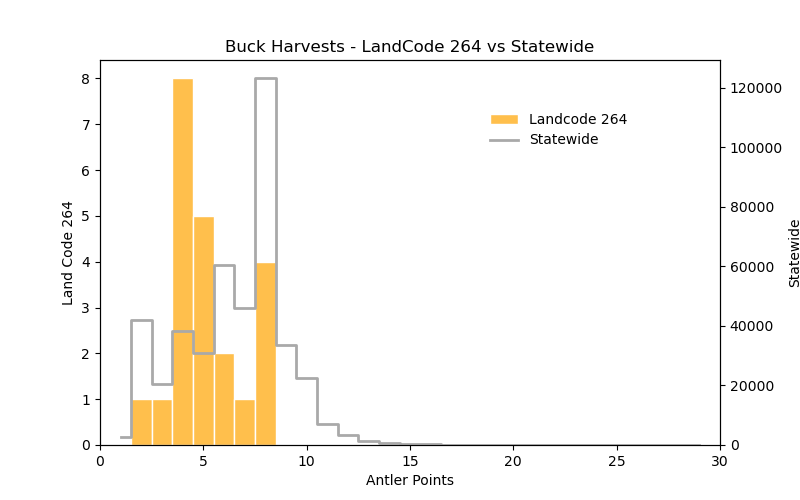 Buck Harvests - LandCode 264 vs Statewide
Landcode 264
Statewide
Land Code 264
8
7
6
5
4
3
2
1
0
120000
100000
80000
60000
40000
20000
0
Statewide
0 5 10 15 20 25 30
Antler Points